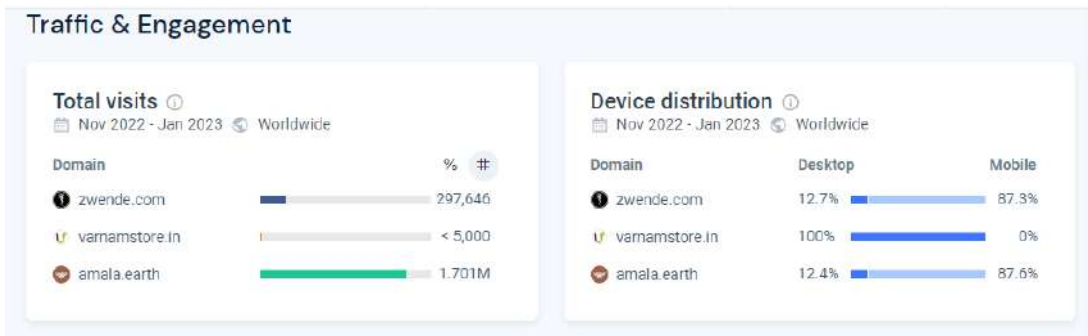 Traffic & Engagement
Total visits
Nov 2022 - Jan 2023 Worldwide
Domain % #
zwende.com 297,646
varnamstore.in < 5,000
amala.earth 1.701M
Device distribution
Nov 2022 - Jan 2023 Worldwide
Domain Desktop Mobile
zwende.com 12.7% 87.3%
varnamstore.in 100% 0%
amala.earth 12.4% 87.6%